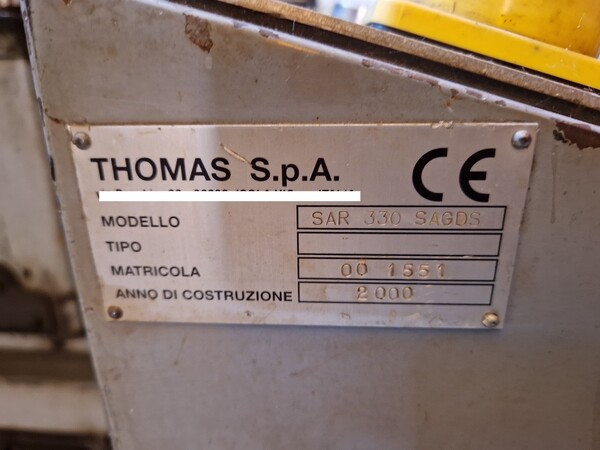 THOMAS S.p.A.
CE
MODELLO SAR 330 SAGDS
TIPO
MATRICOLA 00 1551
ANNO DI COSTRUZIONE 2000